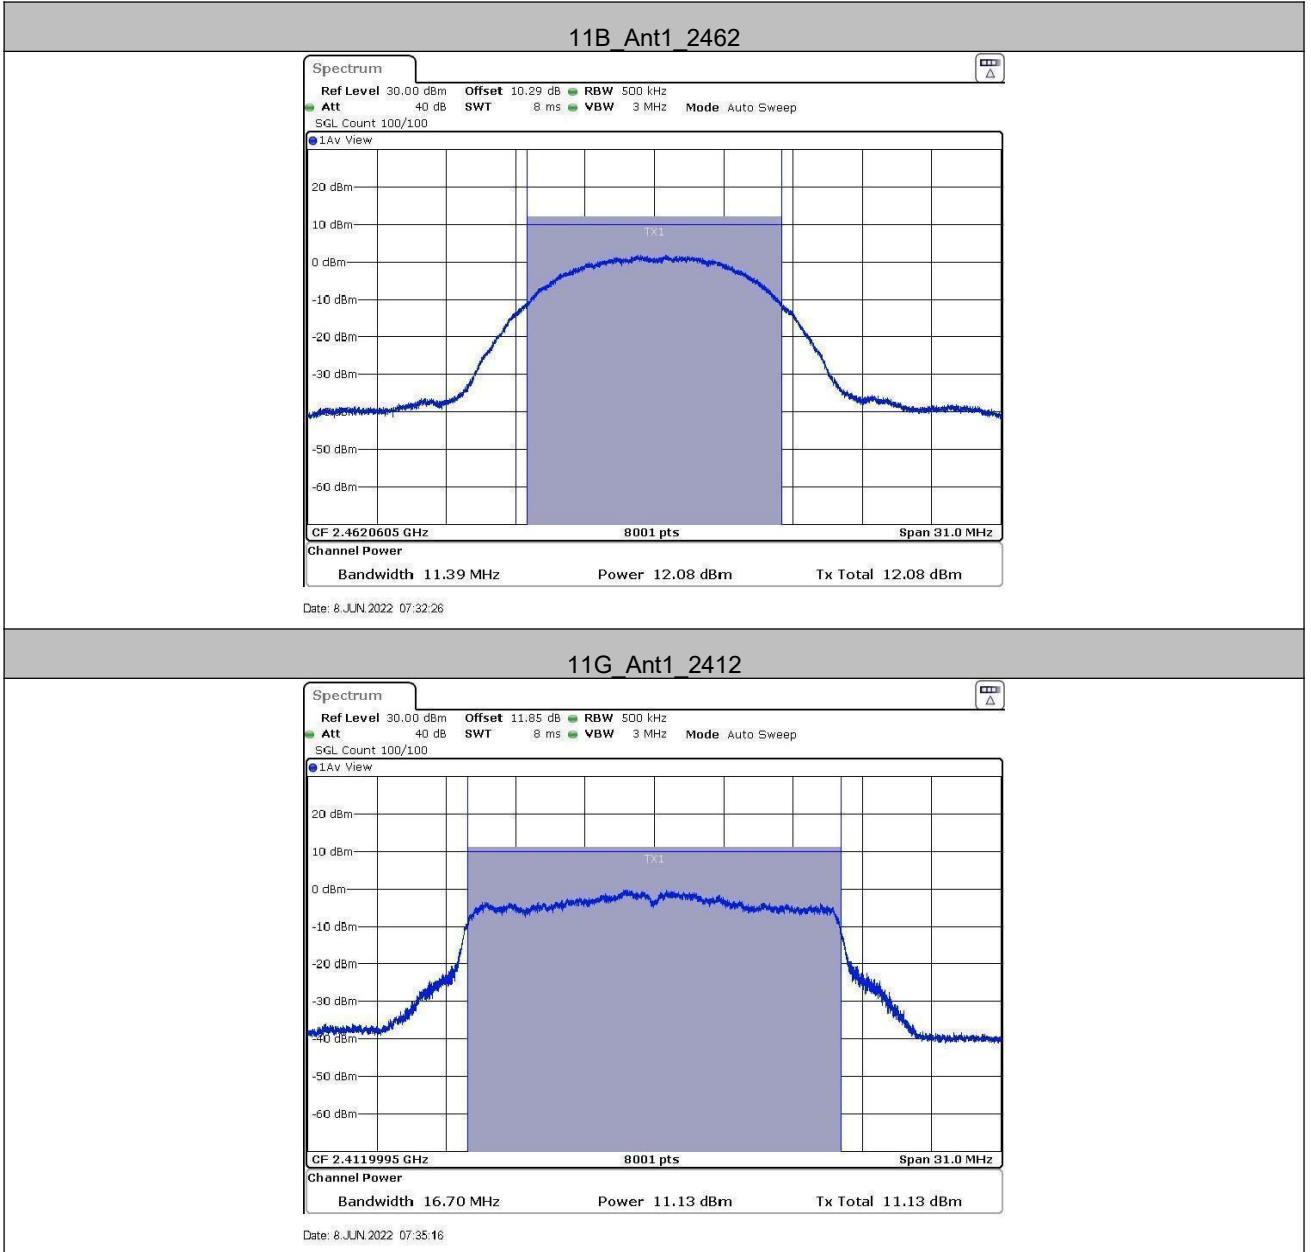 11B_Ant1_2462
Spectrum
Ref Level 30.00 dBm Offset 10.29 dB RBW 500 kHz
Att 40 dB SWT 8 ms VBW 3 MHz Mode Auto Sweep
SGL Count 100/100
1Av View
20 dBm
10 dBm
TX1
0 dBm
-10 dBm
-20 dBm
-30 dBm
-50 dBm
-60 dBm
CF 2.4620605 GHz 8001 pts Span 31.0 MHz
Channel Power
Bandwidth 11.39 MHz Power 12.08 dBm Tx Total 12.08 dBm
Date: 8.JUN.2022 07:32:26
11G_Ant1_2412
Spectrum
Ref Level 30.00 dBm Offset 11.85 dB RBW 500 kHz
Att 40 dB SWT 8 ms VBW 3 MHz Mode Auto Sweep
SGL Count 100/100
1Av View
20 dBm
10 dBm
TX1
0 dBm
-10 dBm
-20 dBm
-30 dBm
-40 dBm
-50 dBm
-60 dBm
CF 2.4119995 GHz 8001 pts Span 31.0 MHz
Channel Power
Bandwidth 16.70 MHz Power 11.13 dBm Tx Total 11.13 dBm
Date: 8.JUN.2022 07:35:16